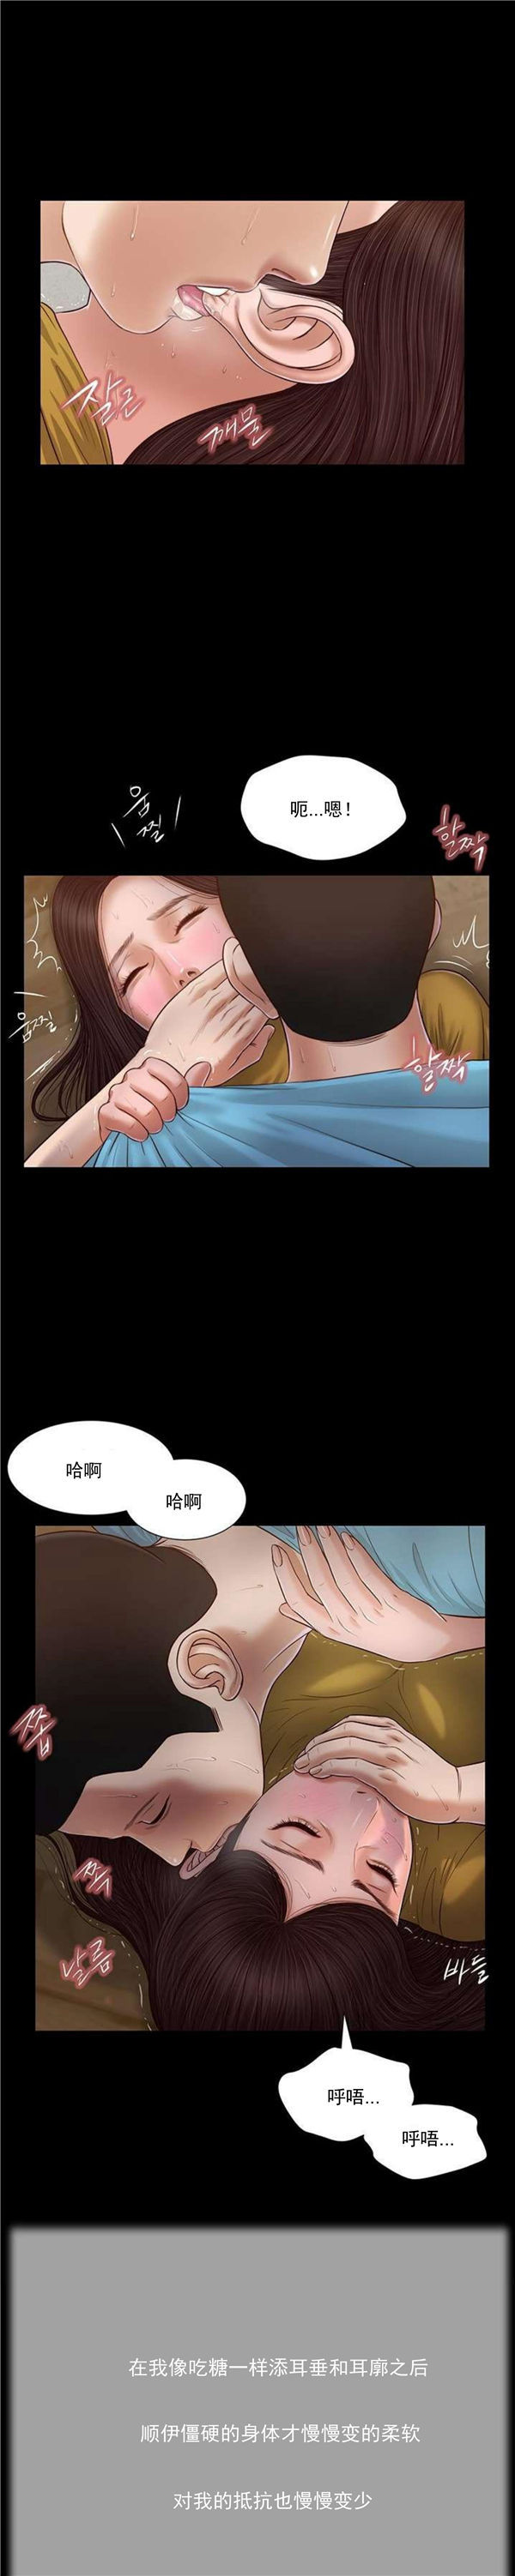 잘근
깨물
움찔
呃...嗯!
할짝
움찔
할짝
哈啊
哈啊
쫍
쪽
날름
바들
呼唔...
呼唔...
在我像吃糖一样添耳垂和耳廓之后
顺伊僵硬的身体才慢慢变的柔软
对我的抵抗也慢慢变少